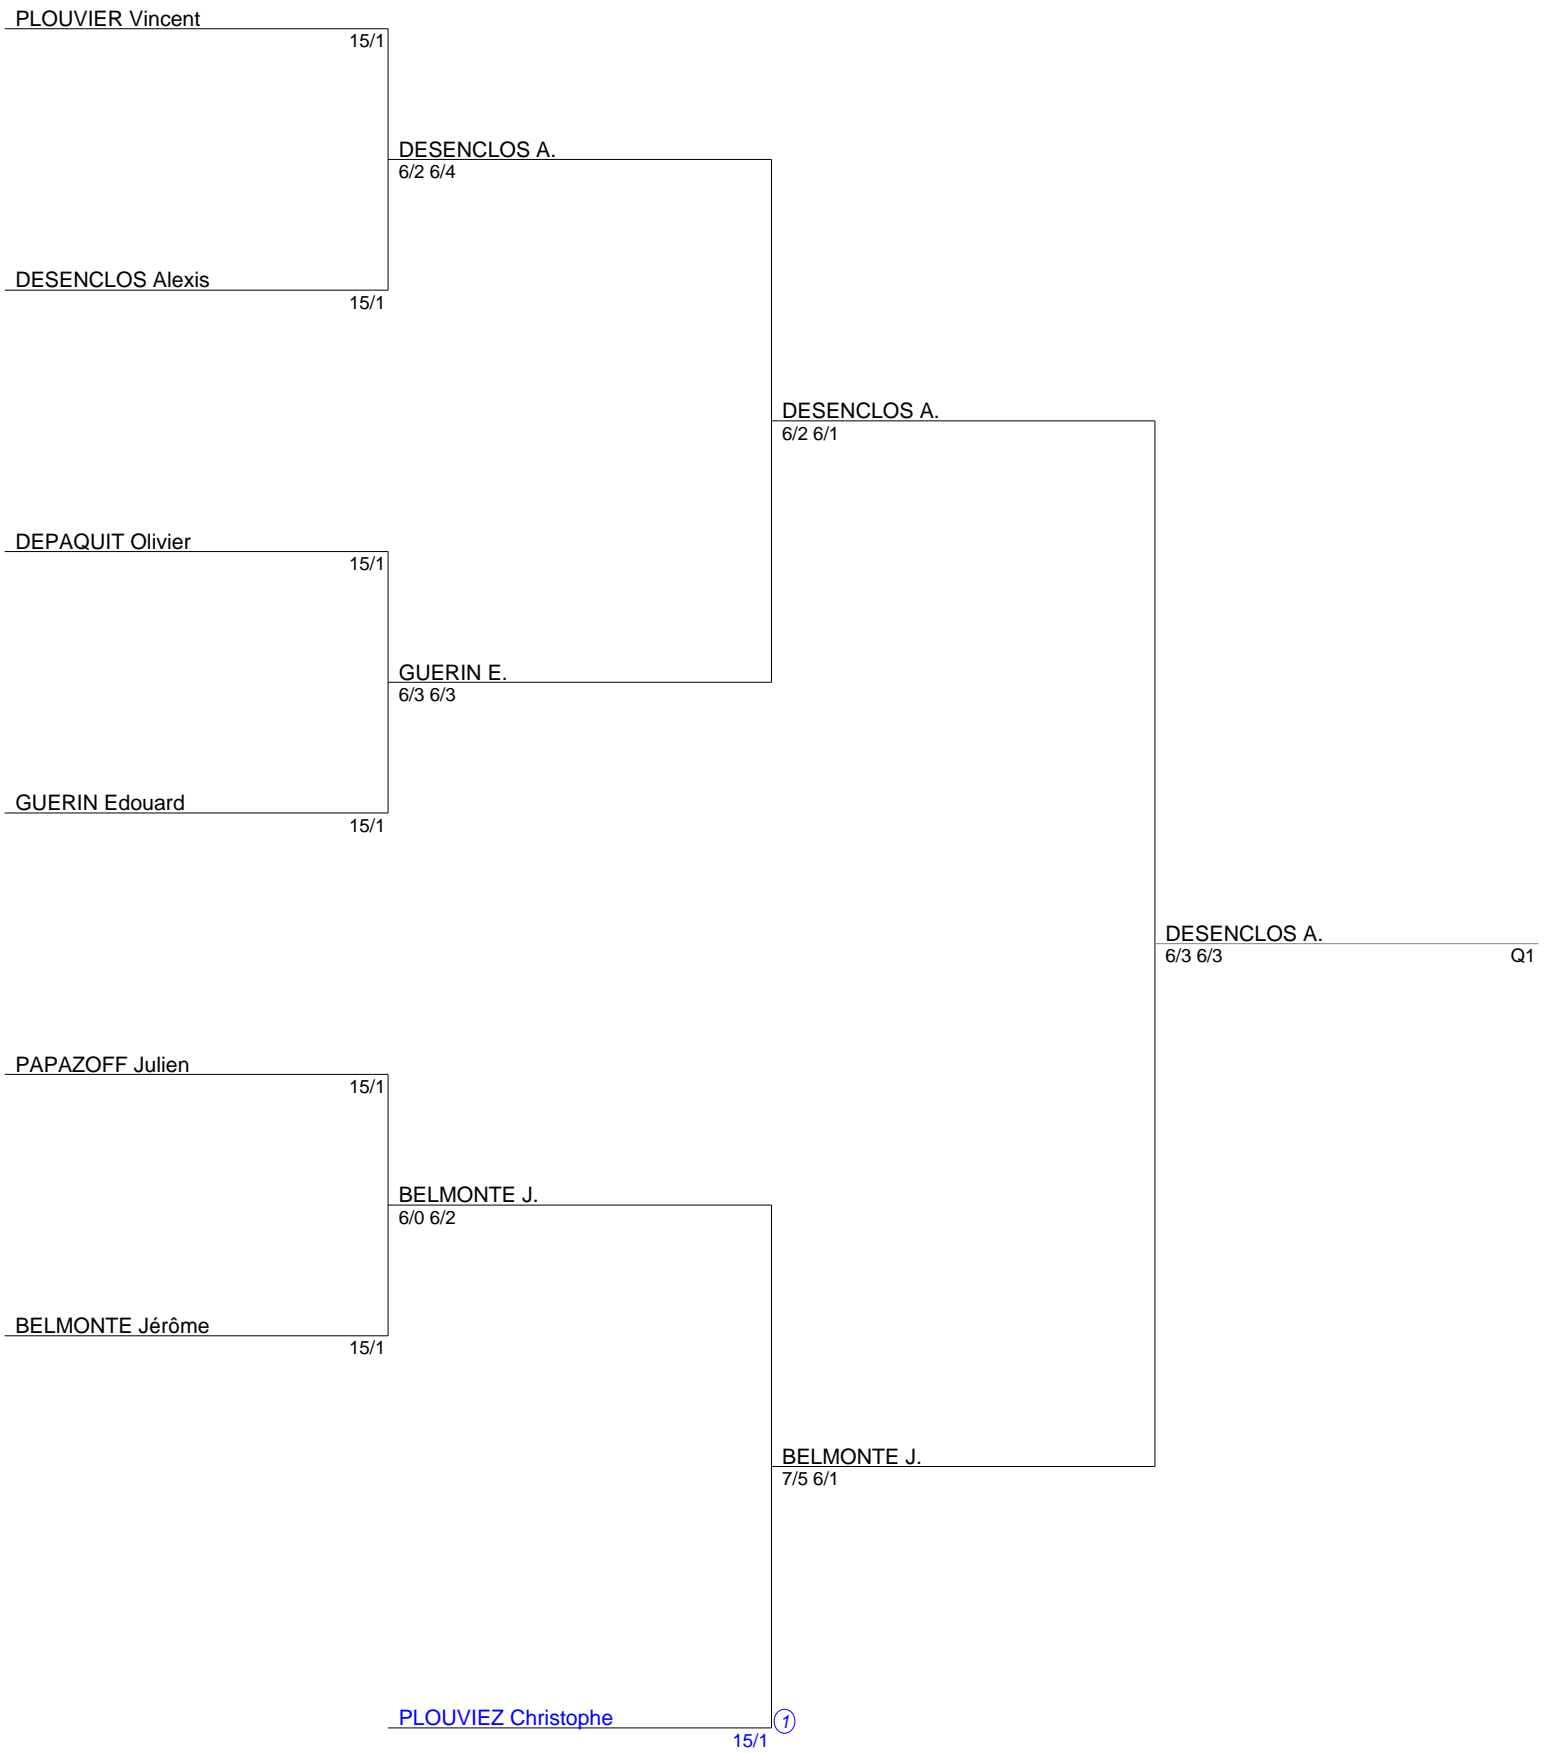 PLOUVIER Vincent
15/1
DESENCLOS A.
6/2 6/4
DESENCLOS Alexis
15/1
DESENCLOS A.
6/2 6/1
DEPAQUIT Olivier
15/1
GUERIN E.
6/3 6/3
GUERIN Edouard
15/1
DESENCLOS A.
6/3 6/3 Q1
PAPAZOFF Julien
15/1
BELMONTE J.
6/0 6/2
BELMONTE Jérôme
15/1
BELMONTE J.
7/5 6/1
PLOUVIEZ Christophe 1
15/1